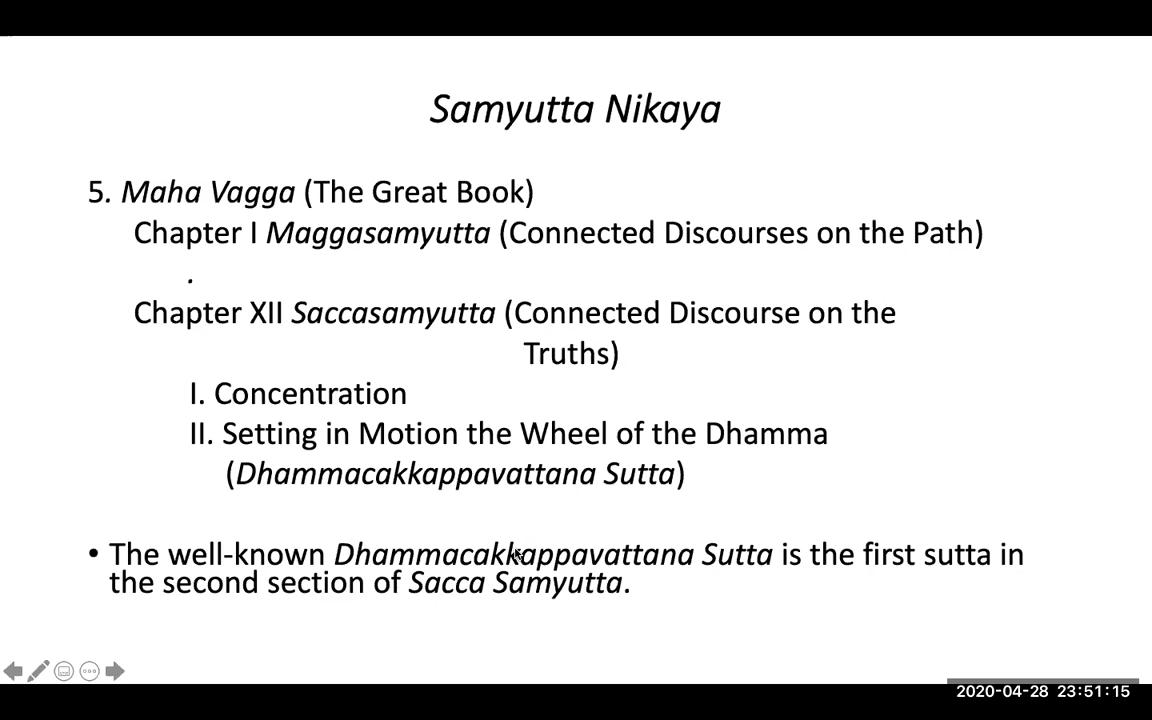 Samyutta Nikaya
5. Maha Vagga (The Great Book)
Chapter I Maggasamyutta (Connected Discourses on the Path)
.
Chapter XII Saccasamyutta (Connected Discourse on the
Truths)
I. Concentration
II. Setting in Motion the Wheel of the Dhamma
(Dhammacakkappavattana Sutta)
• The well-known Dhammacakkappavattana Sutta is the first sutta in
the second section of Sacca Samyutta.
2020-04-28 23:51:15